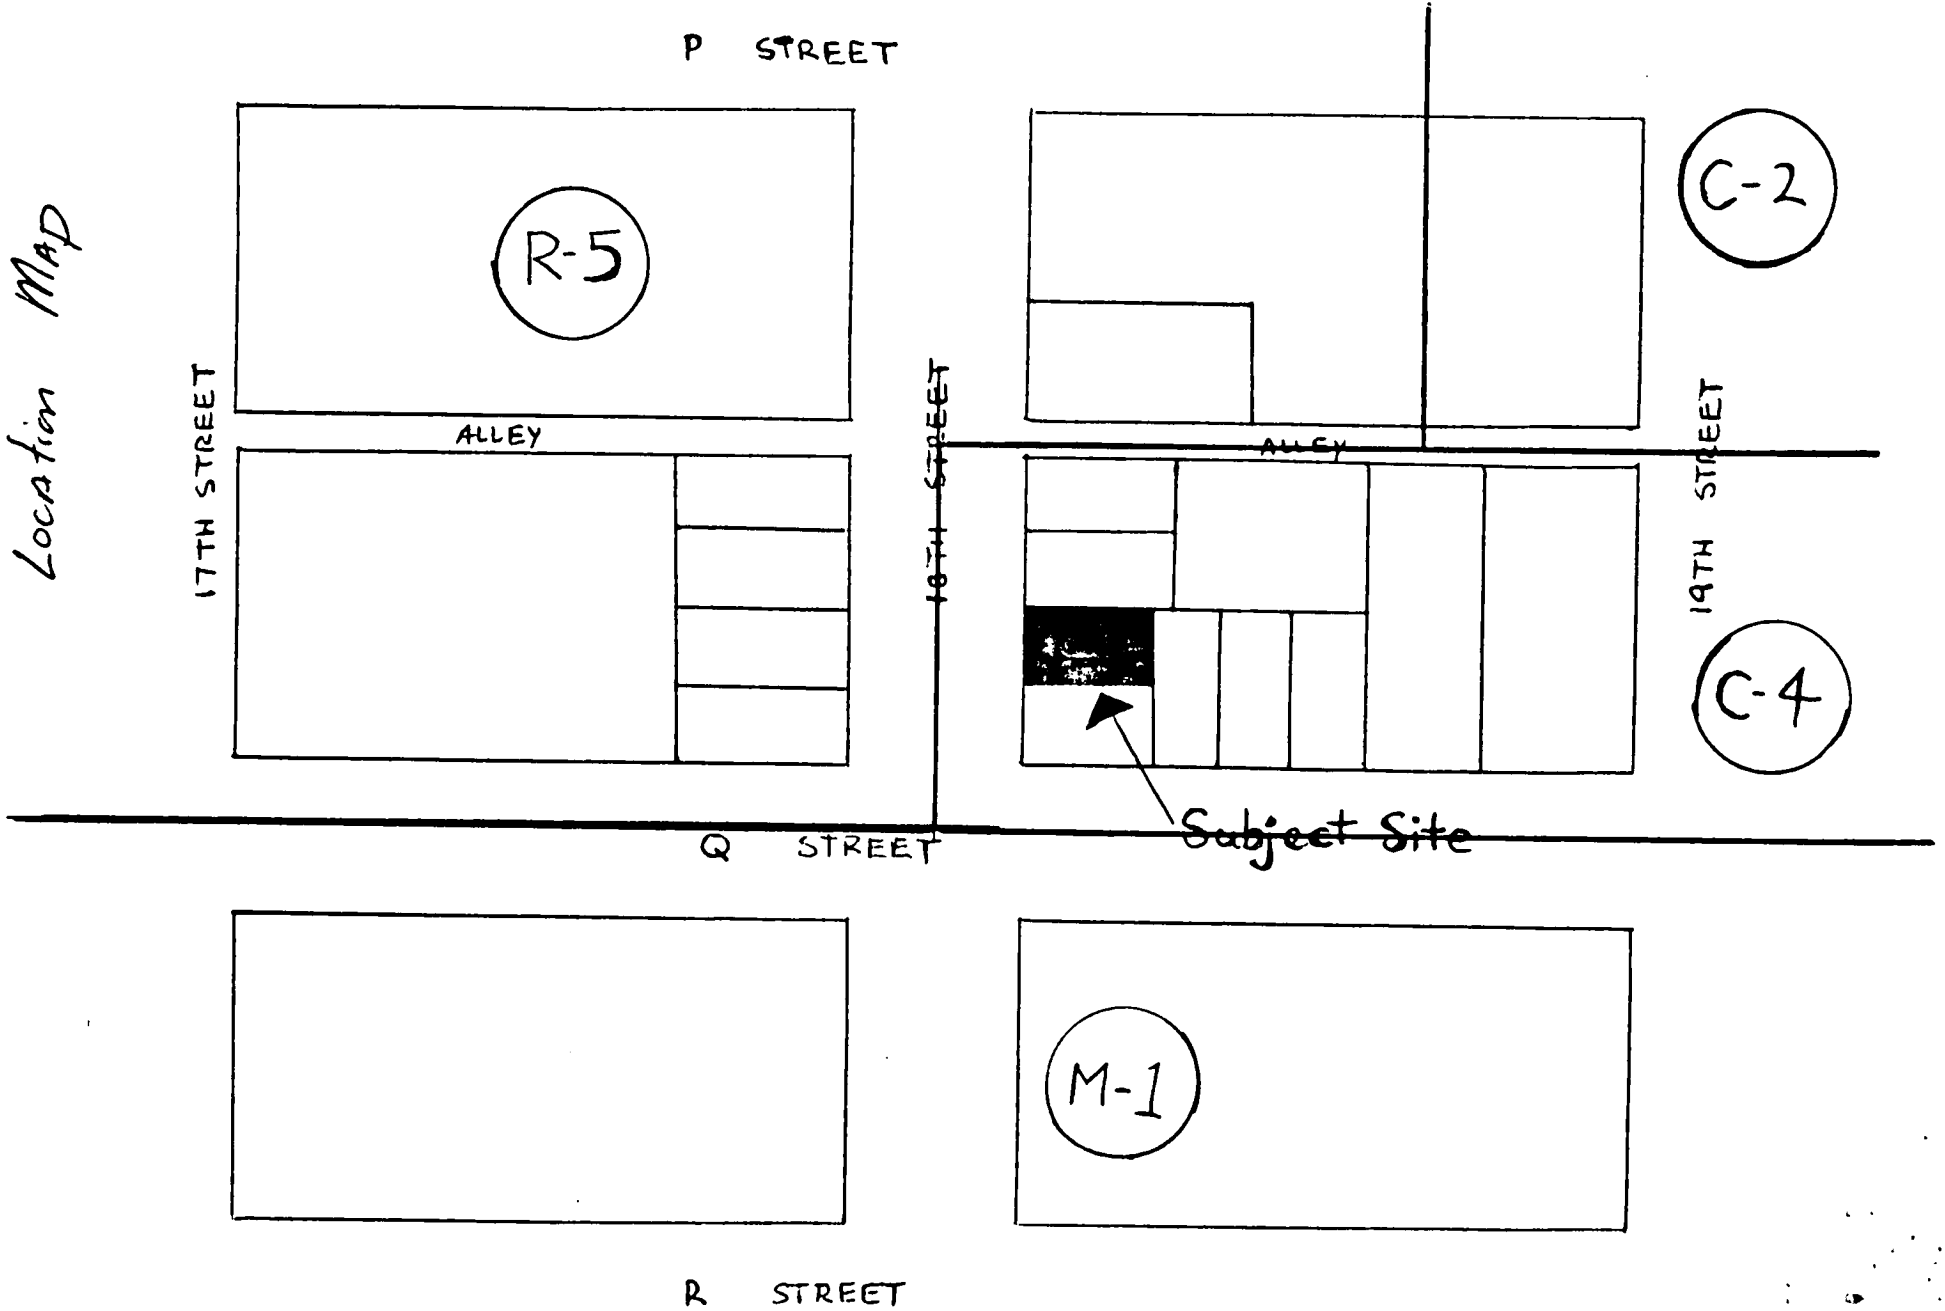 P STREET
C-2
R-5
Location Map
17TH STREET
18TH STREET
19TH STREET
ALLEY
ALLEY
C-4
Subject Site
Q STREET
M-1
R STREET